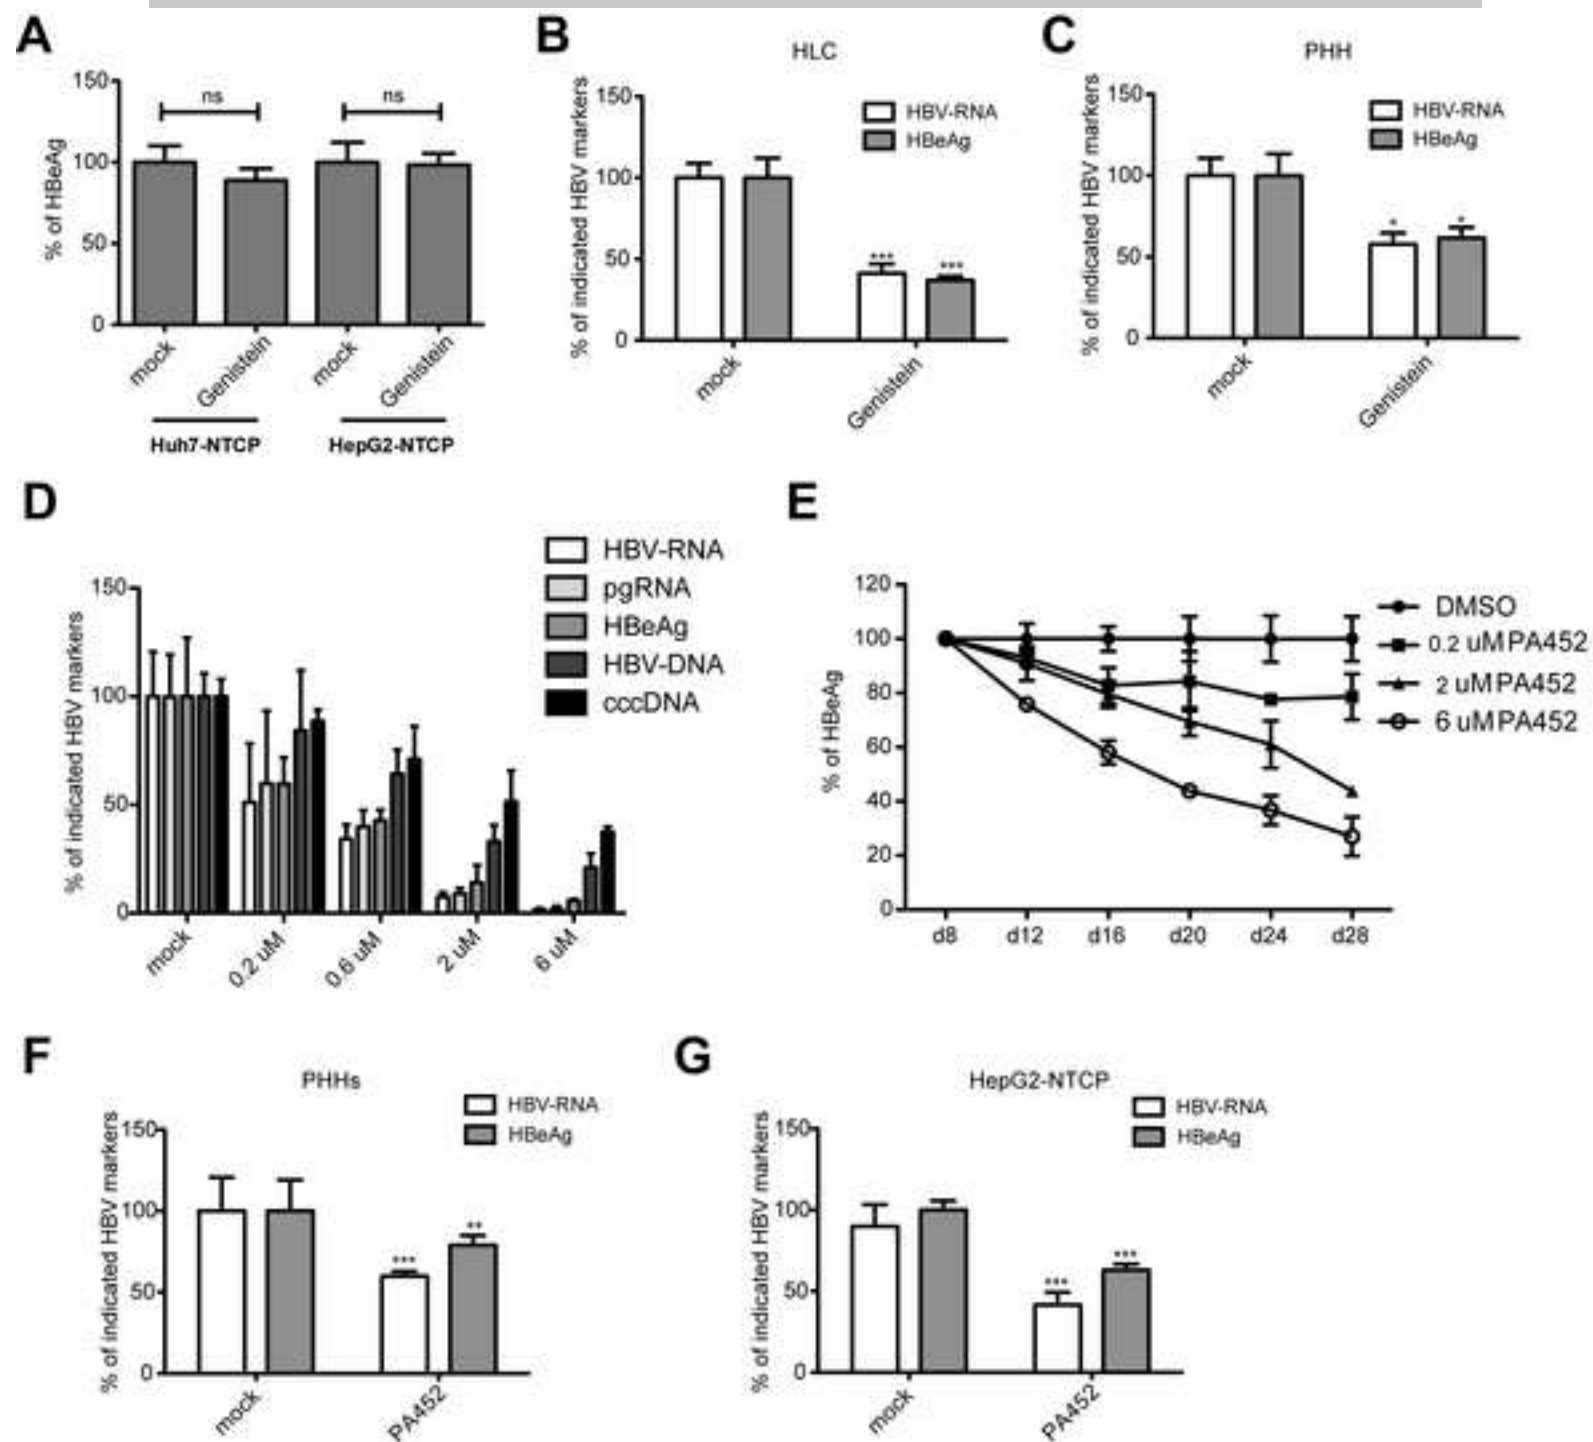 A
150
100
50
0
% of HBeAg
ns
ns
mock
Genistein
mock
Genistein
Huh7-NTCP
HepG2-NTCP
B
HLC
150
100
50
0
% of indicated HBV markers
HBV-RNA
HBeAg
***
***
mock
Genistein
C
PHH
150
100
50
0
% of indicated HBV markers
HBV-RNA
HBeAg
*
*
mock
Genistein
D
150
100
50
0
% of indicated HBV markers
HBV-RNA
pgRNA
HBeAg
HBV-DNA
cccDNA
mock
0.2 uM
0.6 uM
2 uM
6 uM
E
120
100
80
60
40
20
0
% of HBeAg
DMSO
0.2 uMPA452
2 uMPA452
6 uMPA452
d8
d12
d16
d20
d24
d28
F
PHHs
150
100
50
0
% of indicated HBV markers
HBV-RNA
HBeAg
***
**
mock
PA452
G
HepG2-NTCP
150
100
50
0
% of indicated HBV markers
HBV-RNA
HBeAg
***
***
mock
PA452